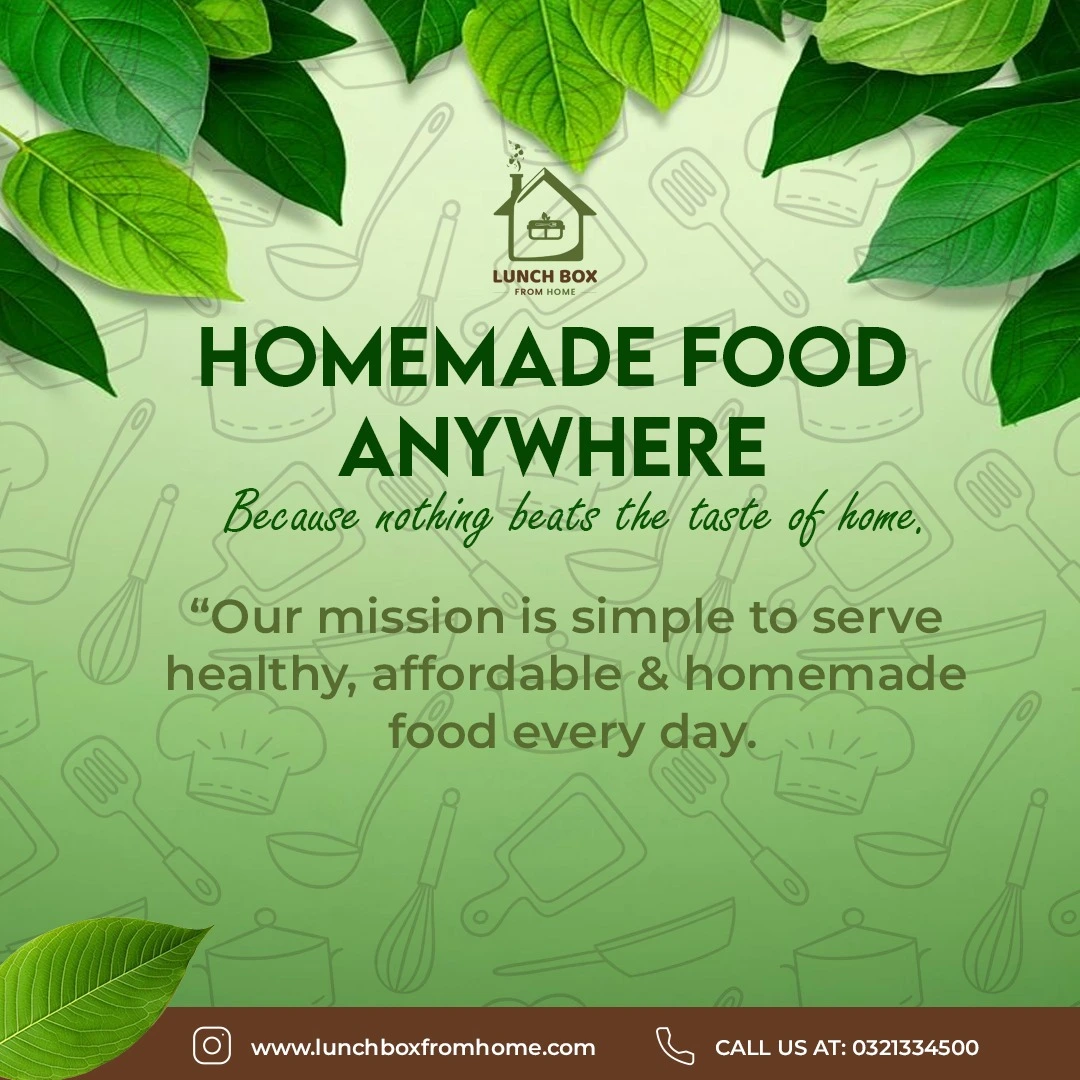 LUNCH BOX
FROM HOME
HOMEMADE FOOD
ANYWHERE
Because nothing beats the taste of home.
“Our mission is simple to serve
healthy, affordable & homemade
food every day.
www.lunchboxfromhome.com
CALL US AT: 0321334500